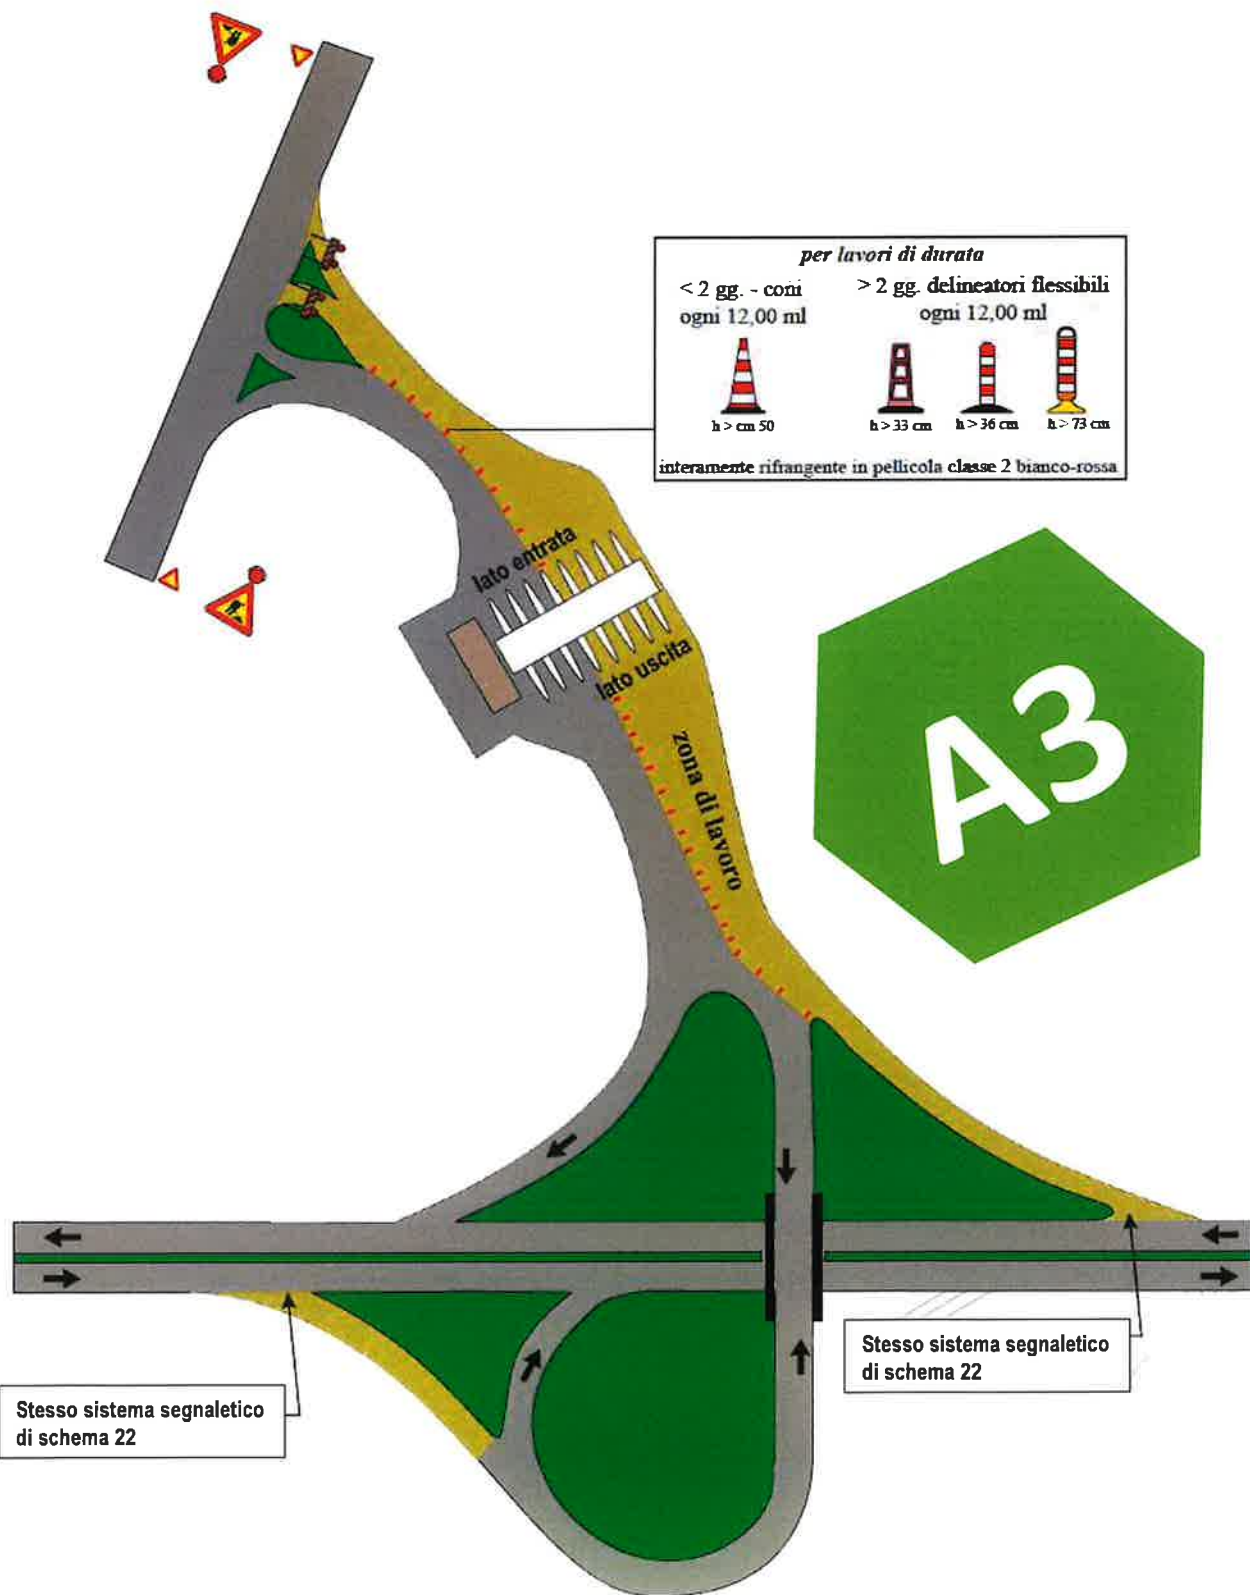 per lavori di durata
< 2 gg. - coni
ogni 12,00 ml
> 2 gg. delineatori flessibili
ogni 12,00 ml
h > cm 50
h > 33 cm
h > 36 cm
h > 73 cm
interamente rifrangente in pellicola classe 2 bianco-rossa
lato entrata
lato uscita
zona di lavoro
A3
Stesso sistema segnaletico
di schema 22
Stesso sistema segnaletico
di schema 22